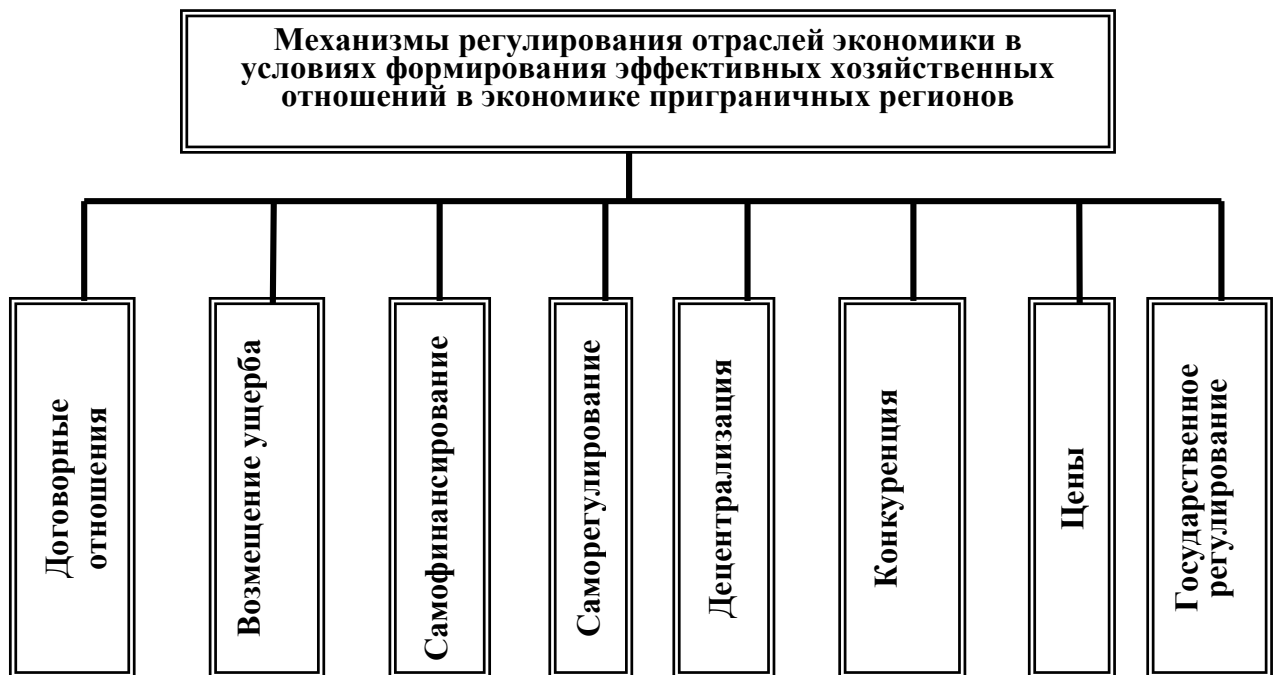 Механизмы регулирования отраслей экономики в
условиях формирования эффективных хозяйственных
отношений в экономике приграничных регионов
Договорные
отношения
Возмещение ущерба
Самофинансирование
Саморегулирование
Децентрализация
Конкуренция
Цены
Государственное
регулирование